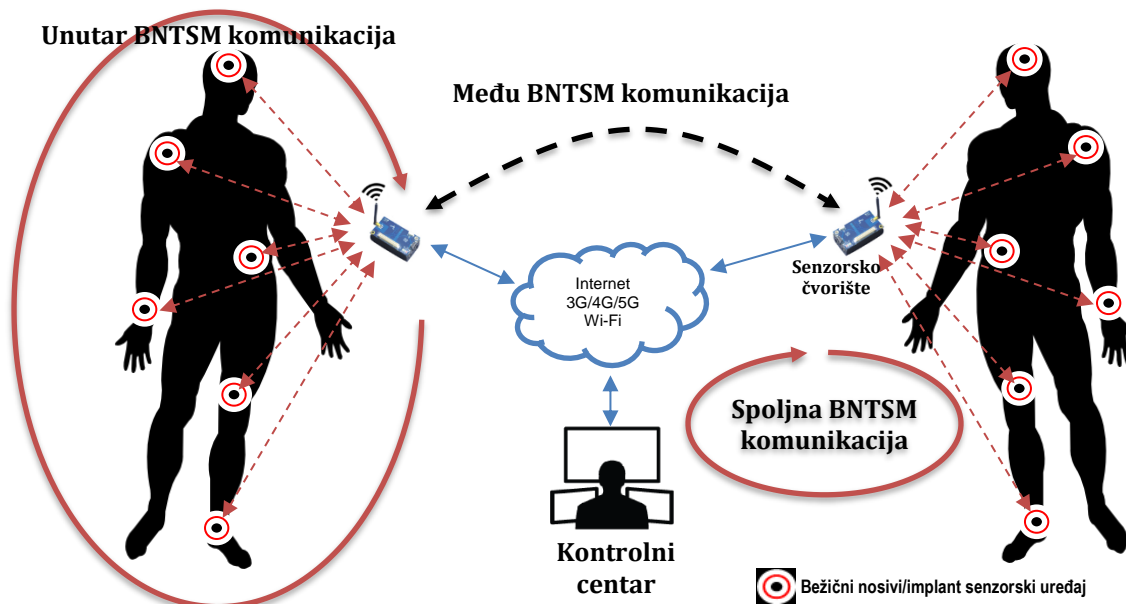 Unutar BNTSM komunikacija
Među BNTSM komunikacija
Senzorsko
čvorište
Internet
3G/4G/5G
Wi-Fi
Spoljna BNTSM
komunikacija
Kontrolni
centar
Bežični nosivi/implant senzorski uređaj